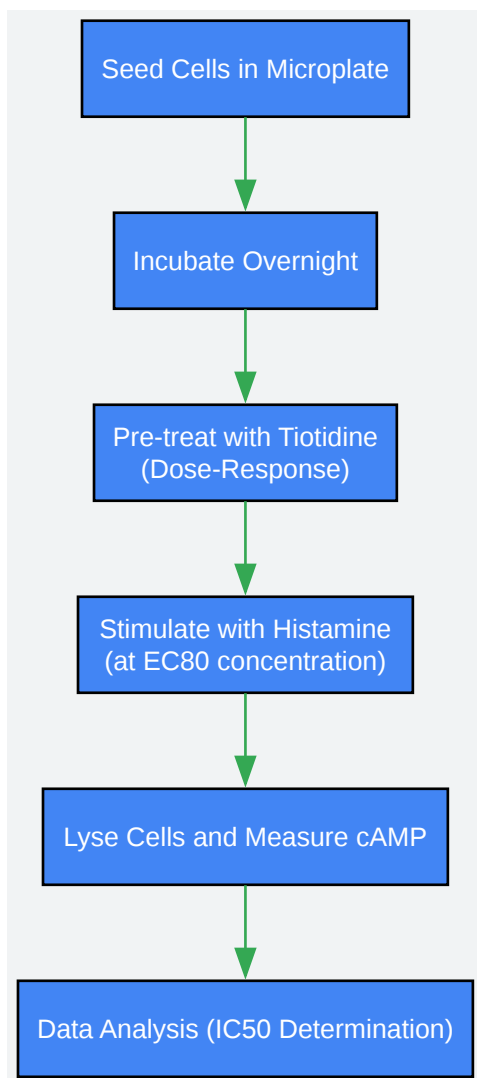 Seed Cells in Microplate
Incubate Overnight
Pre-treat with Tiotidine
(Dose-Response)
Stimulate with Histamine
(at EC80 concentration)
Lyse Cells and Measure cAMP
Data Analysis (IC50 Determination)